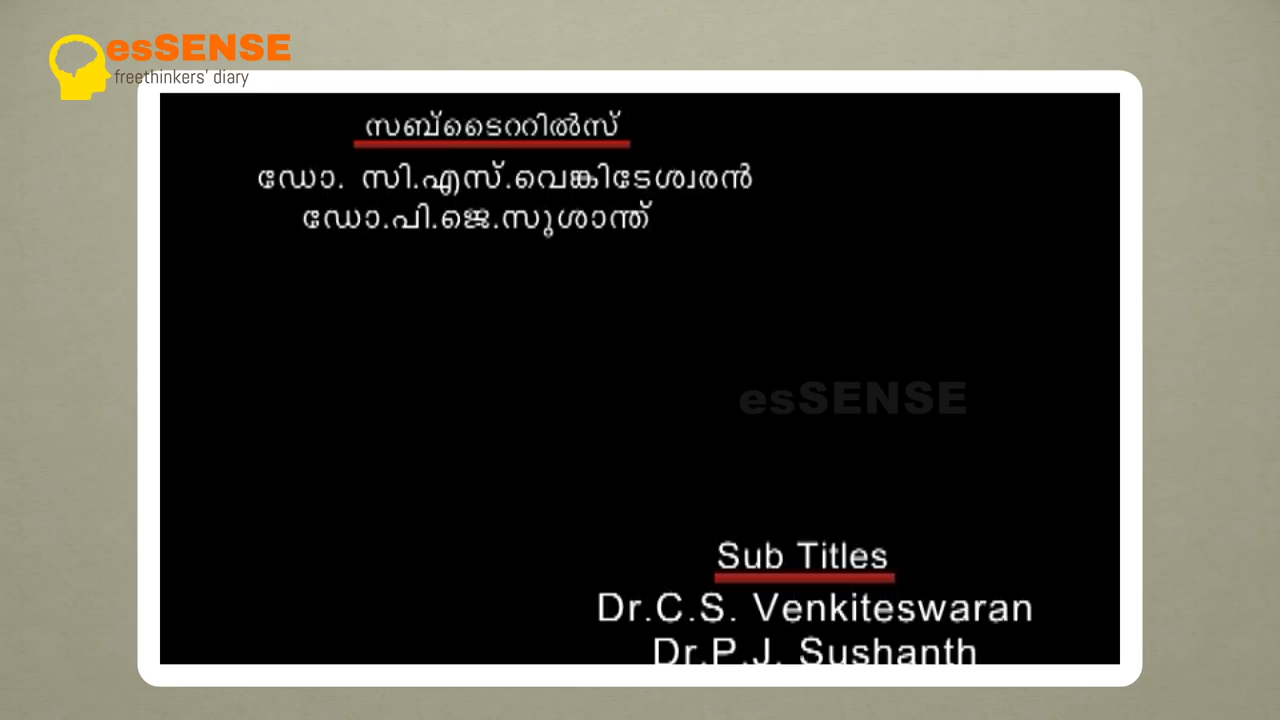 esSENSE
freethinkers' diary
സബ്ടൈററിൽസ്
ഡോ. സി.എസ്.വെങ്കിടേശ്വരൻ
ഡോ.പി.ജെ.സുശാന്ത്
esSENSE
Sub Titles
Dr.C.S. Venkiteswaran
Dr.P.J. Sushanth